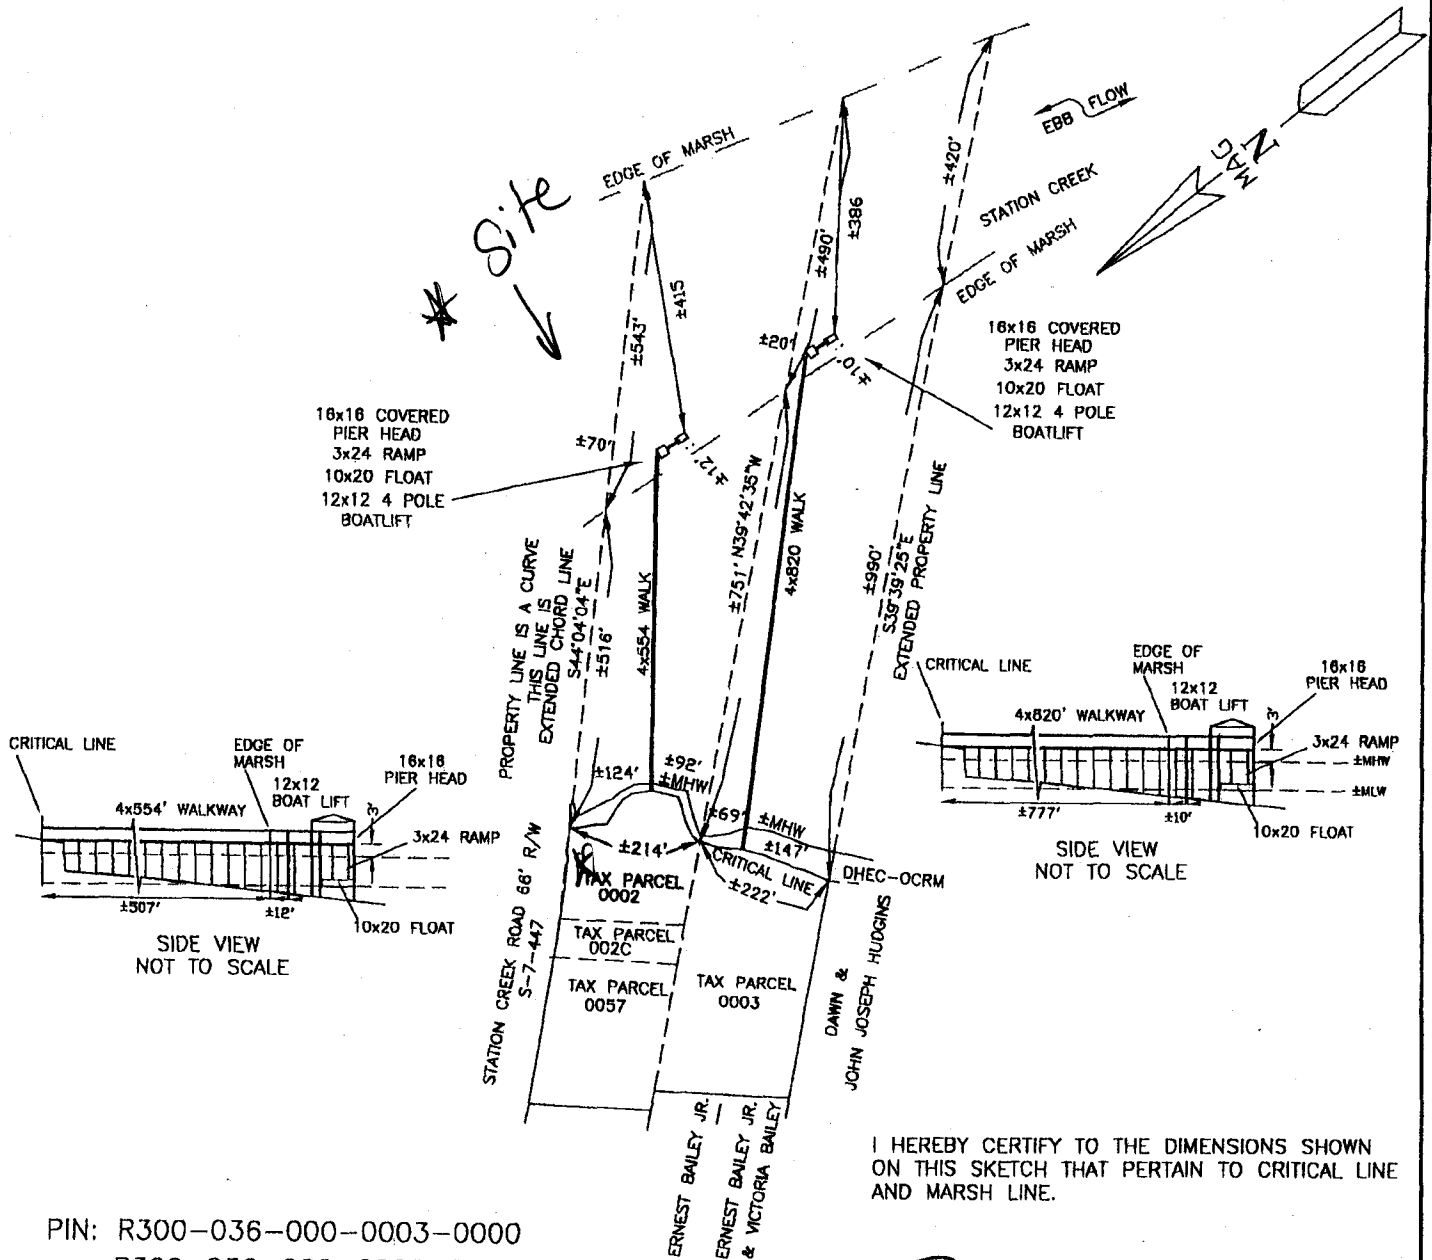 EBB FLOW
MAG
N
EDGE OF MARSH
* Site
±420'
STATION CREEK
EDGE OF MARSH
±386
±490'
±415
±543'
±20'
±10'
16x16 COVERED
PIER HEAD
3x24 RAMP
10x20 FLOAT
12x12 4 POLE
BOATLIFT
16x16 COVERED
PIER HEAD
3x24 RAMP
10x20 FLOAT
12x12 4 POLE
BOATLIFT
±70'
±12'
PROPERTY LINE IS A CURVE
THIS LINE IS
EXTENDED CHORD LINE
S44°04'04"E
±516'
4x554 WALK
±751' N39°42'35"W
4x820 WALK
±990'
S39°39'25"E
EXTENDED PROPERTY LINE
CRITICAL LINE
EDGE OF
MARSH
12x12
BOAT LIFT
16x16
PIER HEAD
4x820' WALKWAY
3'
3x24 RAMP
±MHW
±MLW
±777'
±10'
10x20 FLOAT
SIDE VIEW
NOT TO SCALE
CRITICAL LINE
EDGE OF
MARSH
12x12
BOAT LIFT
16x16
PIER HEAD
4x554' WALKWAY
3'
3x24 RAMP
±507'
±12'
10x20 FLOAT
SIDE VIEW
NOT TO SCALE
±124'
±92'
±MHW
±69'
±MHW
±147'
±214'
CRITICAL LINE
±222'
DHEC-OCRM
STATION CREEK ROAD 66' R/W
S-7-447
TAX PARCEL
0002
TAX PARCEL
002C
TAX PARCEL
0057
TAX PARCEL
0003
DAWN &
JOHN JOSEPH HUDGINS
ERNEST BAILEY JR.
ERNEST BAILEY JR.
& VICTORIA BAILEY
I HEREBY CERTIFY TO THE DIMENSIONS SHOWN
ON THIS SKETCH THAT PERTAIN TO CRITICAL LINE
AND MARSH LINE.
PIN: R300-036-000-0003-0000